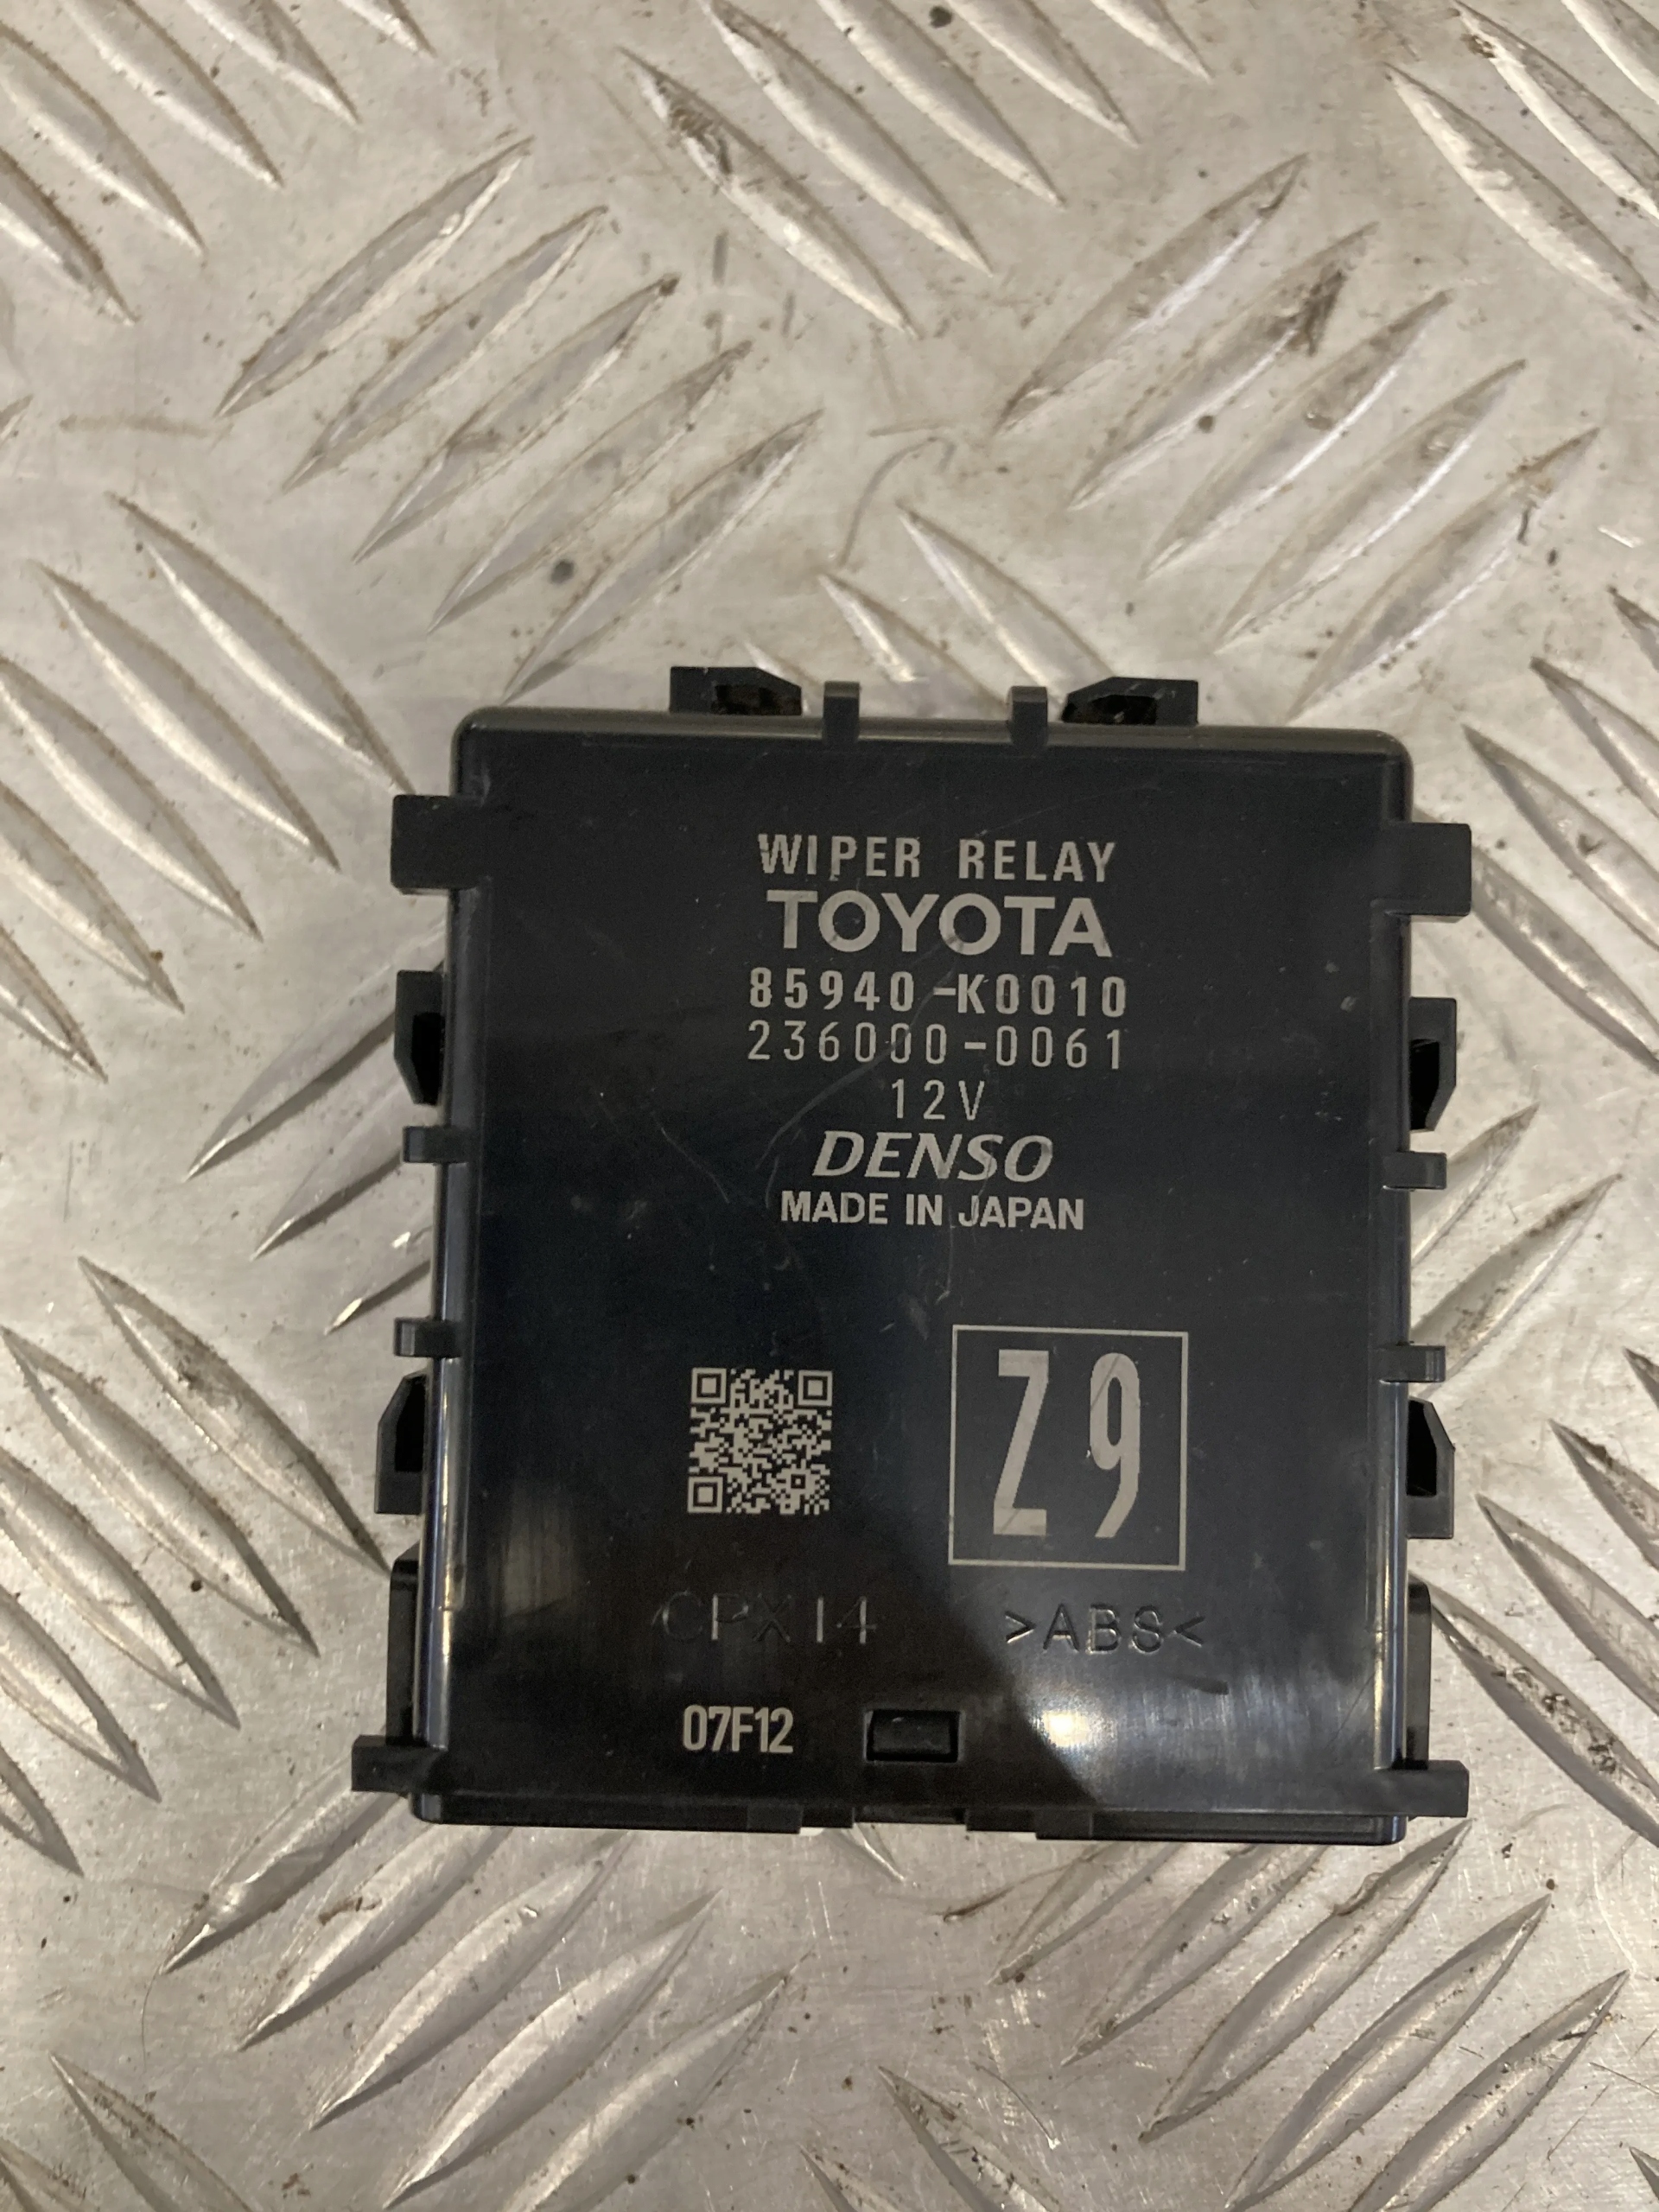 WIPER RELAY
TOYOTA
85940-K0010
236000-0061
12V
DENSO
MADE IN JAPAN
Z9
CPX14
>ABS<
07F12